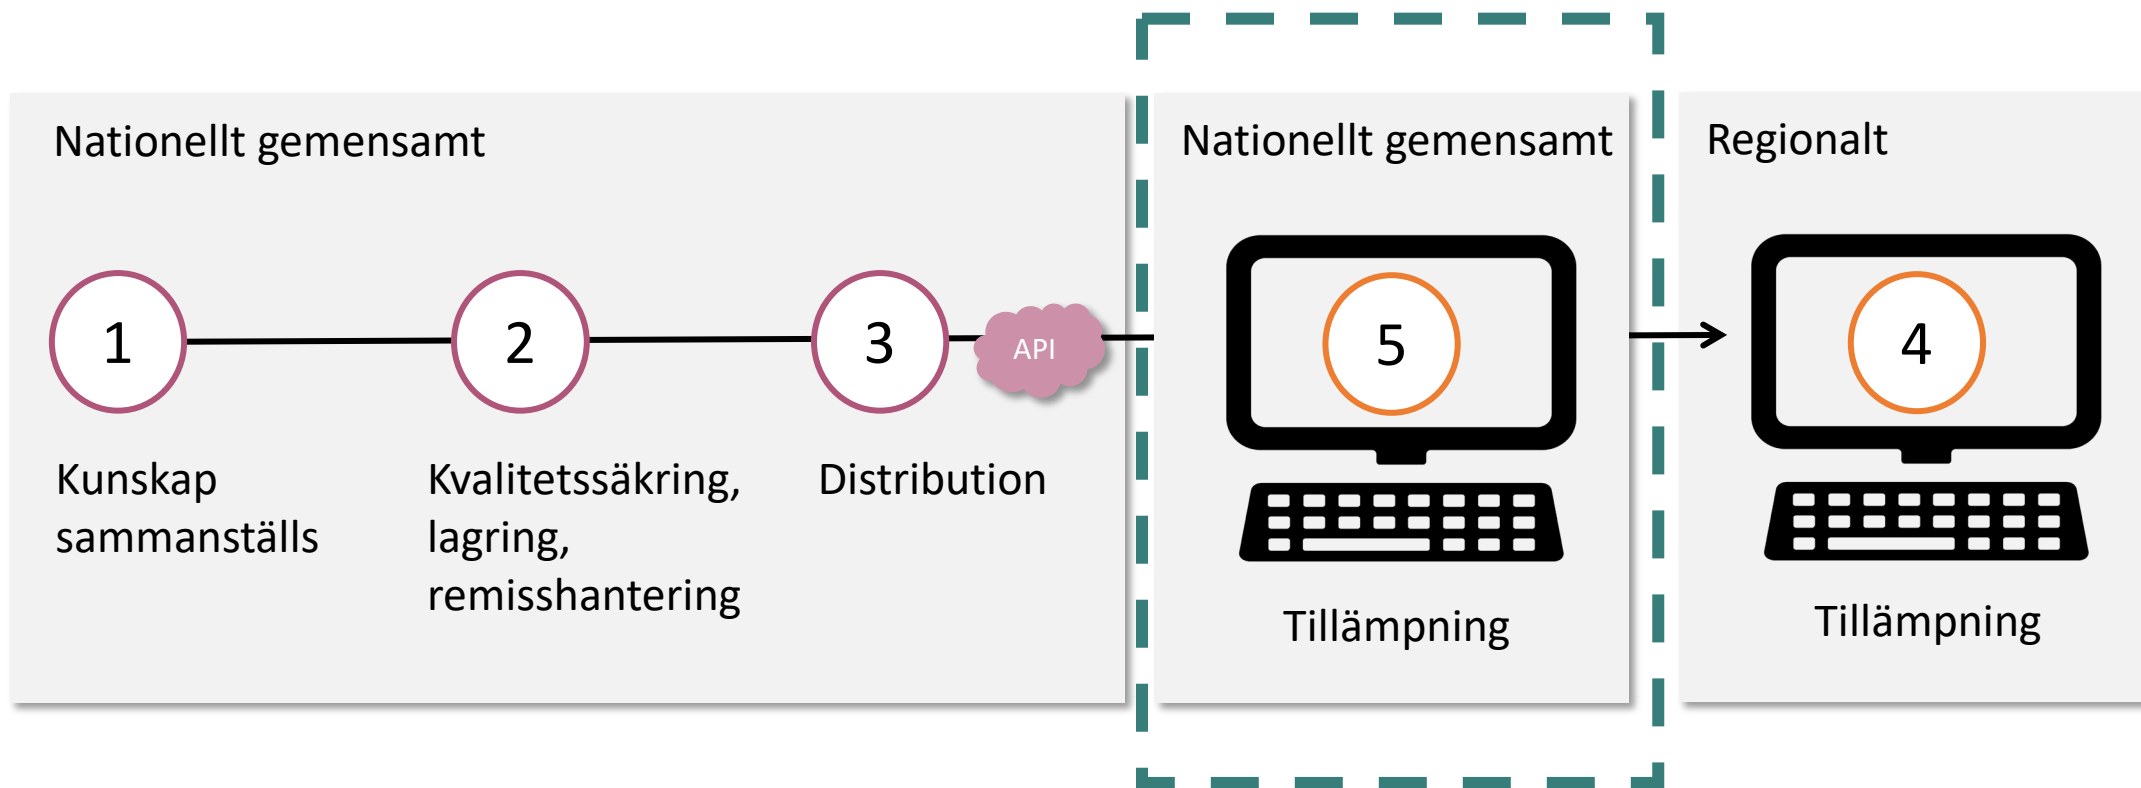 Nationellt gemensamt
1
2
3
API
Kunskap
sammanställs
Kvalitetssäkring,
lagring,
remisshantering
Distribution
Nationellt gemensamt
5
Tillämpning
Regionalt
4
Tillämpning